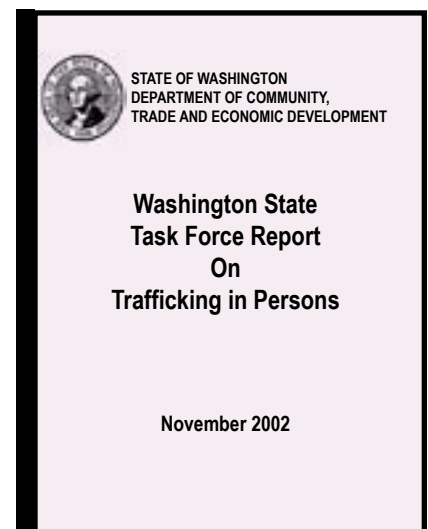 STATE OF WASHINGTON
DEPARTMENT OF COMMUNITY,
TRADE AND ECONOMIC DEVELOPMENT
Washington State
Task Force Report
On
Trafficking in Persons
November 2002